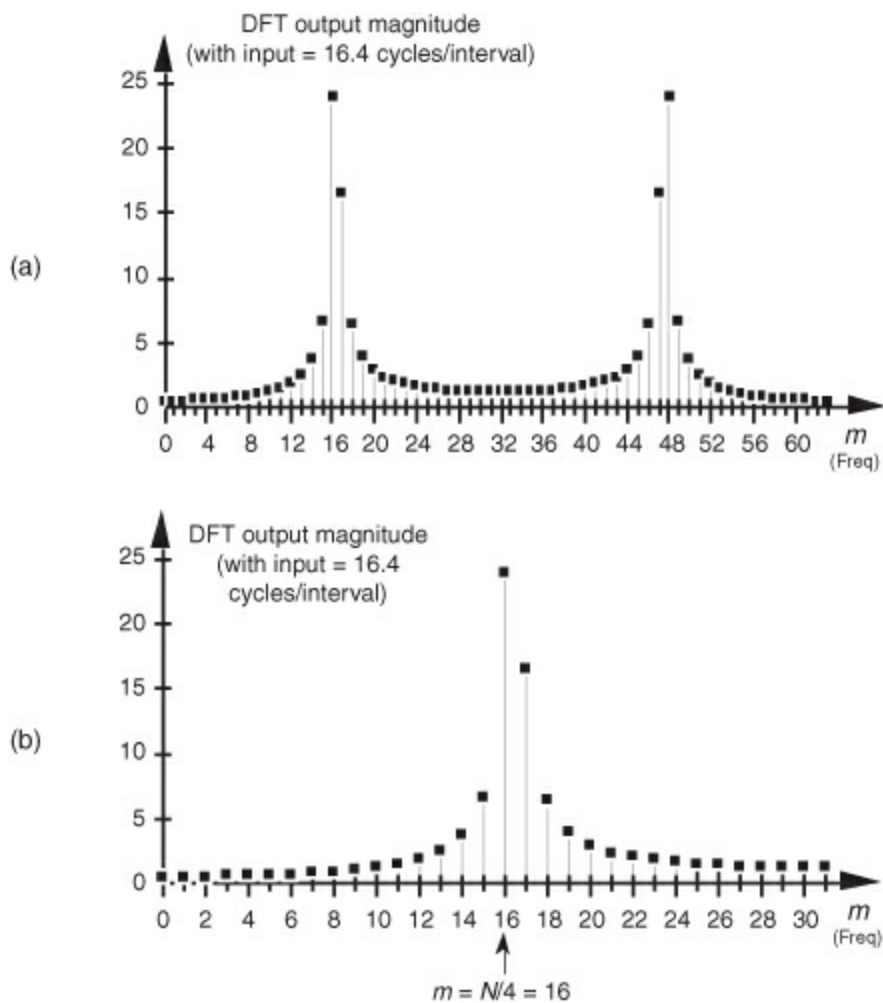 DFT output magnitude
(with input = 16.4 cycles/interval)
25
20
15
10
5
0
(a)
0 4 8 12 16 20 24 28 32 36 40 44 48 52 56 60 m
(Freq)
DFT output magnitude
(with input = 16.4
cycles/interval)
25
20
15
10
5
0
(b)
0 2 4 6 8 10 12 14 16 18 20 22 24 26 28 30 m
(Freq)
m = N/4 = 16